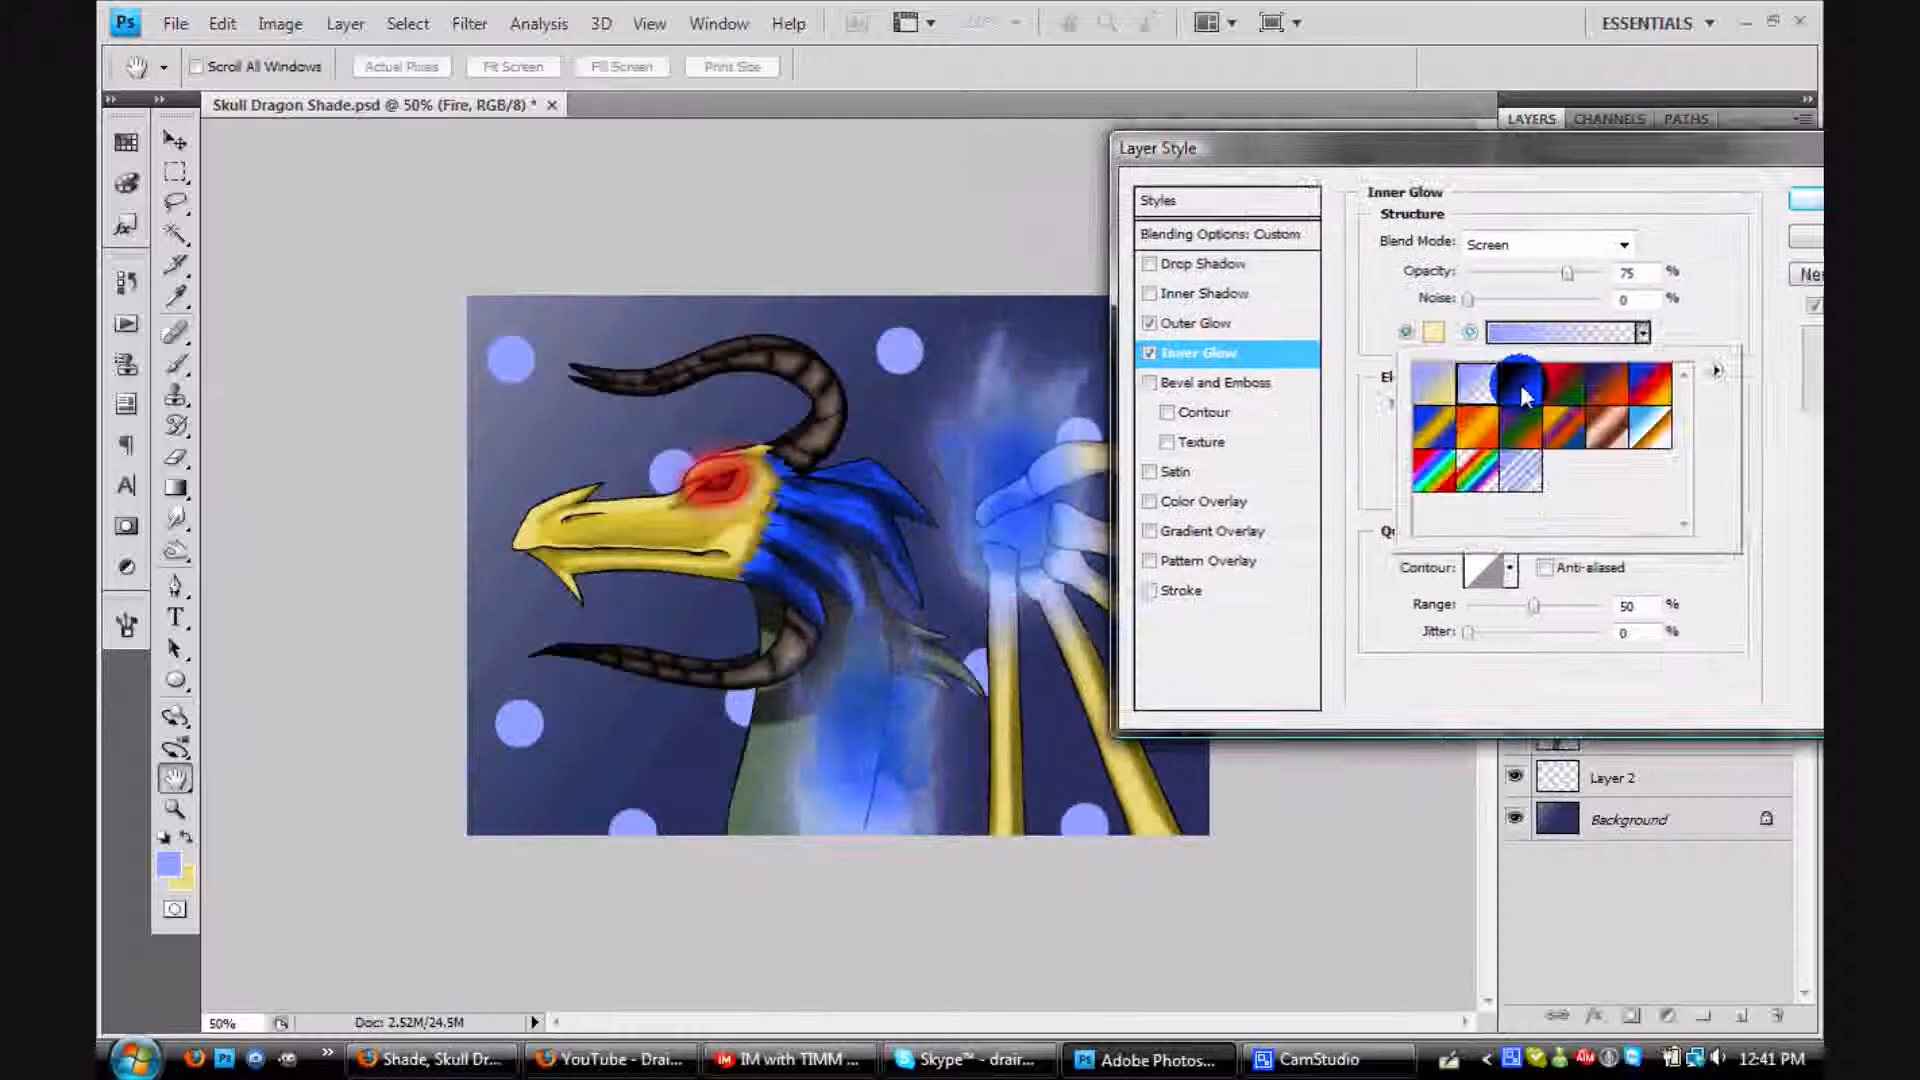 Ps File Edit Image Layer Select Filter Analysis 3D View Window Help ESSENTIALS
Scroll All Windows Actual Pixels Fit Screen Fill Screen Print Size
Skull Dragon Shade.psd @ 50% (Fire, RGB/8) *
LAYERS CHANNELS PATHS
Layer Style
Styles
Blending Options: Custom
Drop Shadow
Inner Shadow
Outer Glow
Inner Glow
Bevel and Emboss
Contour
Texture
Satin
Color Overlay
Gradient Overlay
Pattern Overlay
Stroke
Inner Glow
Structure
Blend Mode: Screen
Opacity: 75 %
Noise: 0 %
Contour: Anti-aliased
Range: 50 %
Jitter: 0 %
Layer 2
Background
50% Doc: 2.52M/24.5M
Shade, Skull Dr... YouTube - Drai... IM with TIMM ... Skype™ - drair... Adobe Photos... CamStudio 12:41 PM